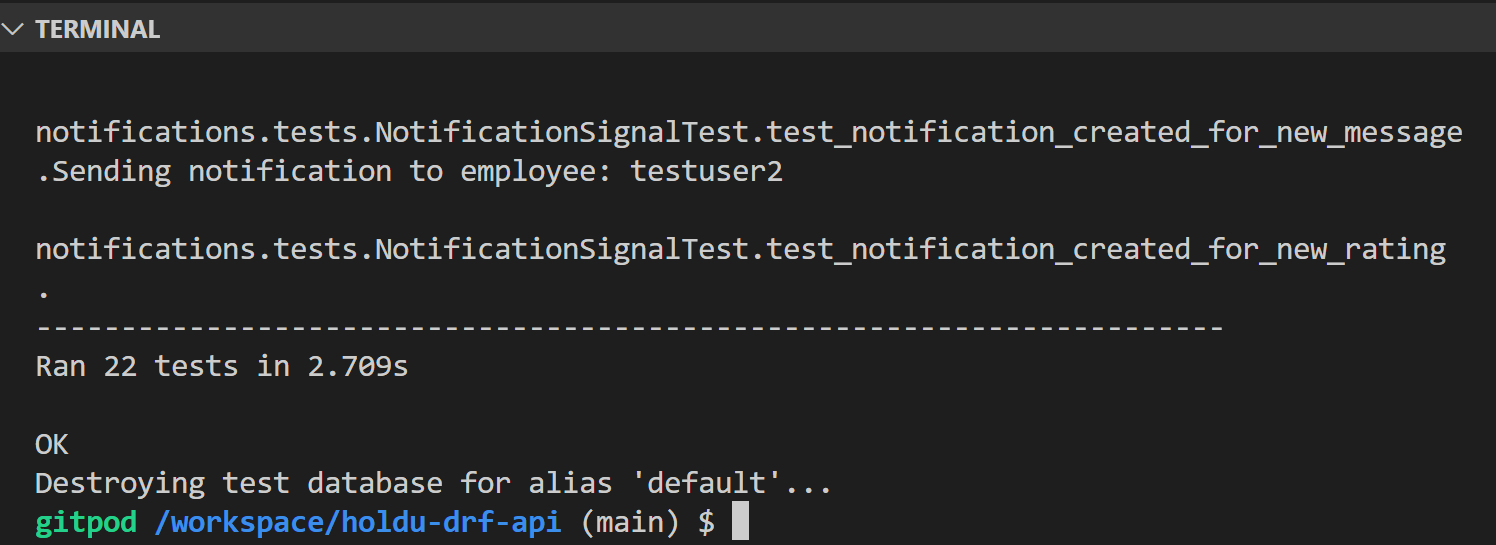 TERMINAL
notifications.tests.NotificationSignalTest.test_notification_created_for_new_message
.Sending notification to employee: testuser2
notifications.tests.NotificationSignalTest.test_notification_created_for_new_rating
.
----------------------------------------------------------------------
Ran 22 tests in 2.709s
OK
Destroying test database for alias 'default'...
gitpod /workspace/holdu-drf-api (main) $